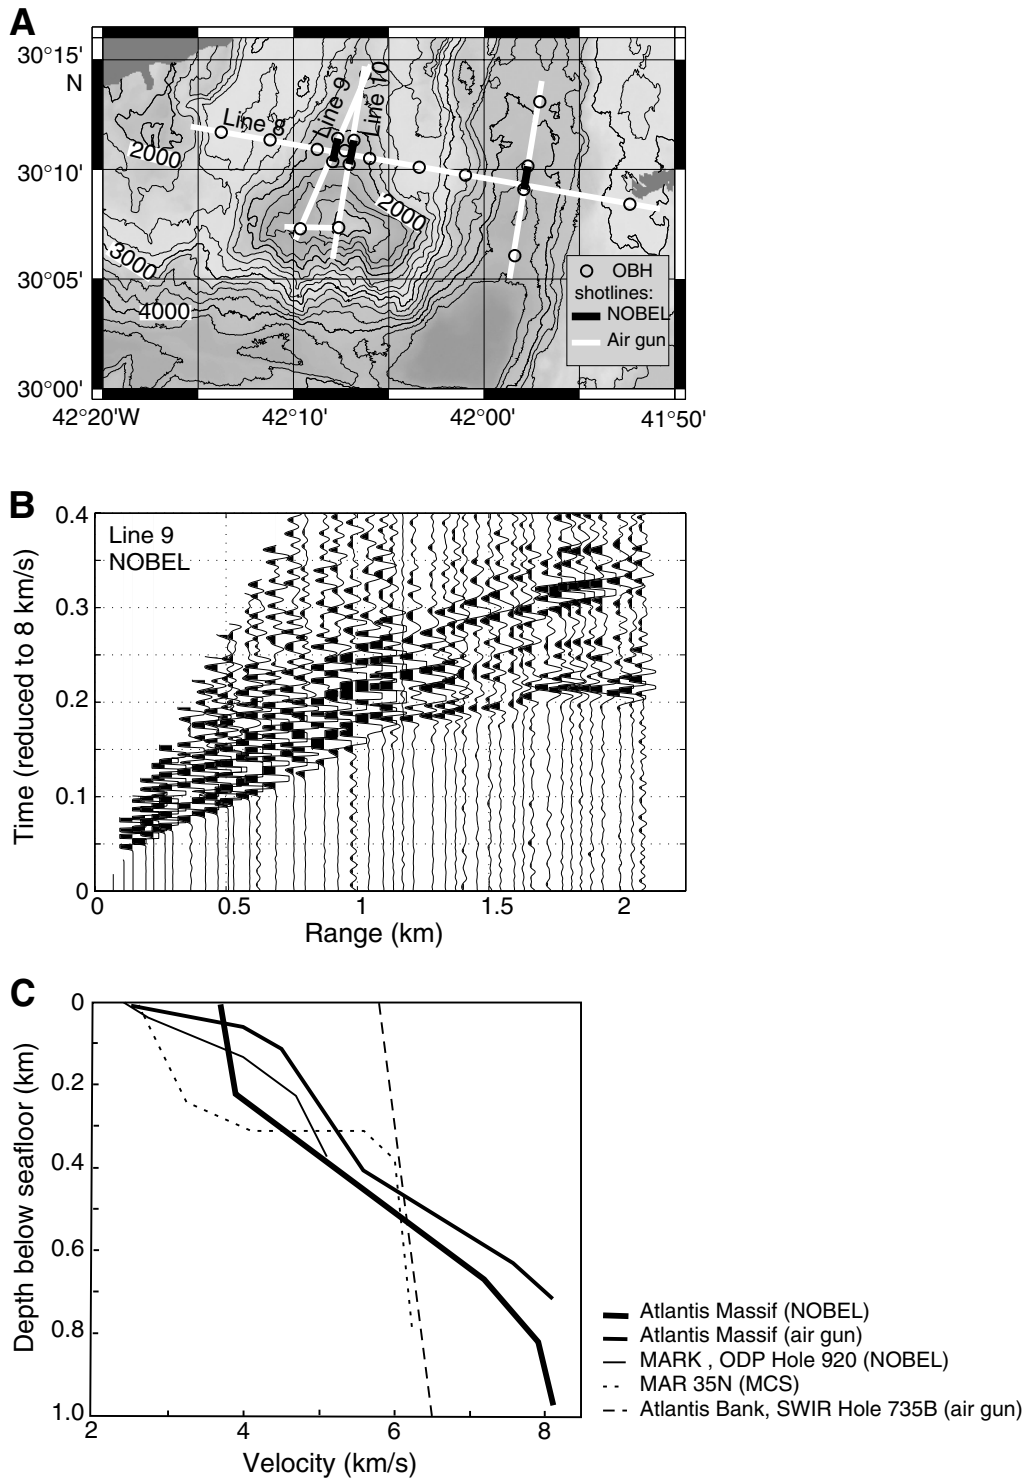 A
30°15'
N
30°10'
30°05'
30°00'
42°20'W
42°10'
42°00'
41°50'
Line 8
Line 9
Line 10
2000
2000
3000
4000
OBH
shotlines:
NOBEL
Air gun
B
Line 9
NOBEL
Time (reduced to 8 km/s)
0.4
0.3
0.2
0.1
0
0
0.5
1
1.5
2
Range (km)
C
Depth below seafloor (km)
0
0.2
0.4
0.6
0.8
1.0
2
4
6
8
Velocity (km/s)
Atlantis Massif (NOBEL)
Atlantis Massif (air gun)
MARK , ODP Hole 920 (NOBEL)
MAR 35N (MCS)
Atlantis Bank, SWIR Hole 735B (air gun)